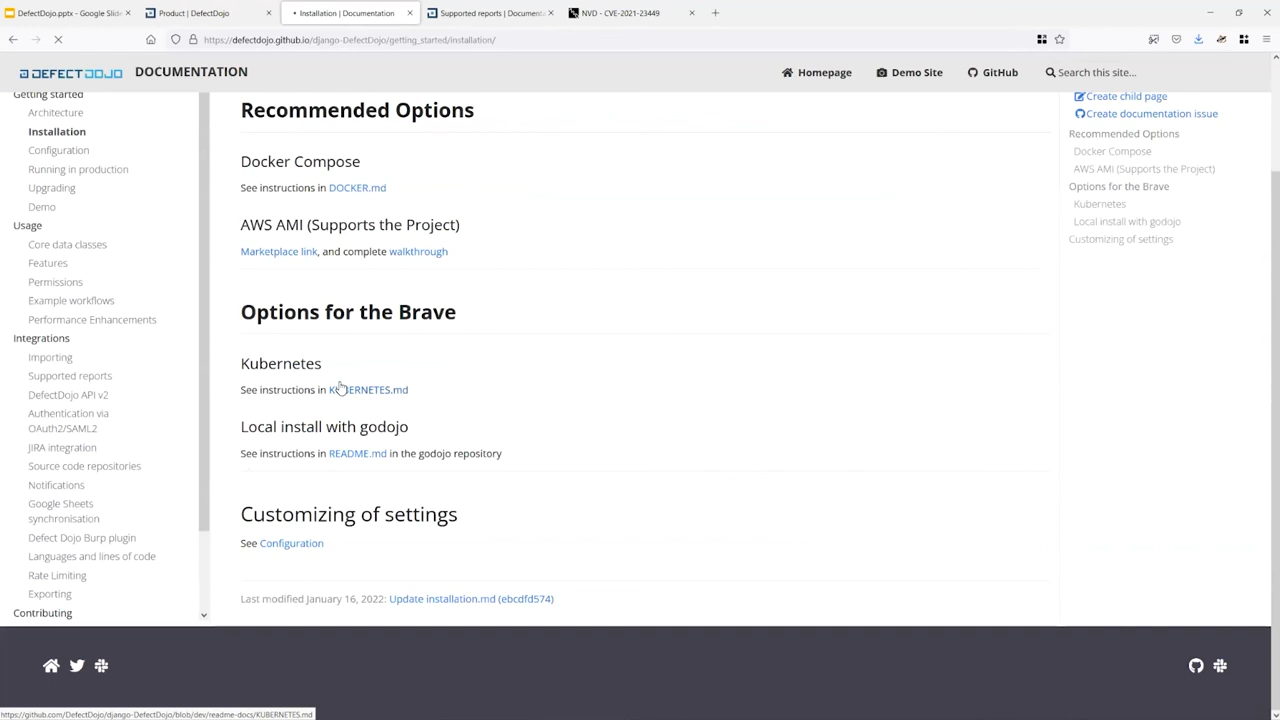 DefectDojo.pptx - Google Slide
Product | DefectDojo
Installation | Documentation
Supported reports | Documenta
NVD - CVE-2021-23449
https://defectdojo.github.io/django-DefectDojo/getting_started/installation/
DEFECTDOJO
DOCUMENTATION
Homepage
Demo Site
GitHub
Search this site...
Getting started
Architecture
Installation
Configuration
Running in production
Upgrading
Demo
Usage
Core data classes
Features
Permissions
Example workflows
Performance Enhancements
Integrations
Importing
Supported reports
DefectDojo API v2
Authentication via
OAuth2/SAML2
JIRA integration
Source code repositories
Notifications
Google Sheets
synchronisation
Defect Dojo Burp plugin
Languages and lines of code
Rate Limiting
Exporting
Contributing
Recommended Options
Docker Compose
See instructions in DOCKER.md
AWS AMI (Supports the Project)
Marketplace link, and complete walkthrough
Options for the Brave
Kubernetes
See instructions in KUBERNETES.md
Local install with godojo
See instructions in README.md in the godojo repository
Customizing of settings
See Configuration
Last modified January 16, 2022: Update installation.md (ebcdfd574)
Create child page
Create documentation issue
Recommended Options
Docker Compose
AWS AMI (Supports the Project)
Options for the Brave
Kubernetes
Local install with godojo
Customizing of settings
https://github.com/DefectDojo/django-DefectDojo/blob/dev/readme-docs/KUBERNETES.md